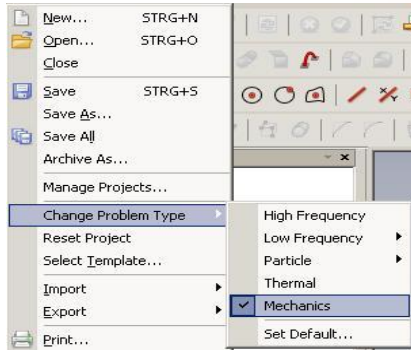 New... STRG+N
Open... STRG+O
Close
Save STRG+S
Save As...
Save All
Archive As...
Manage Projects...
Change Problem Type
Reset Project
Select Template...
Import
Export
Print...
High Frequency
Low Frequency
Particle
Thermal
Mechanics
Set Default...